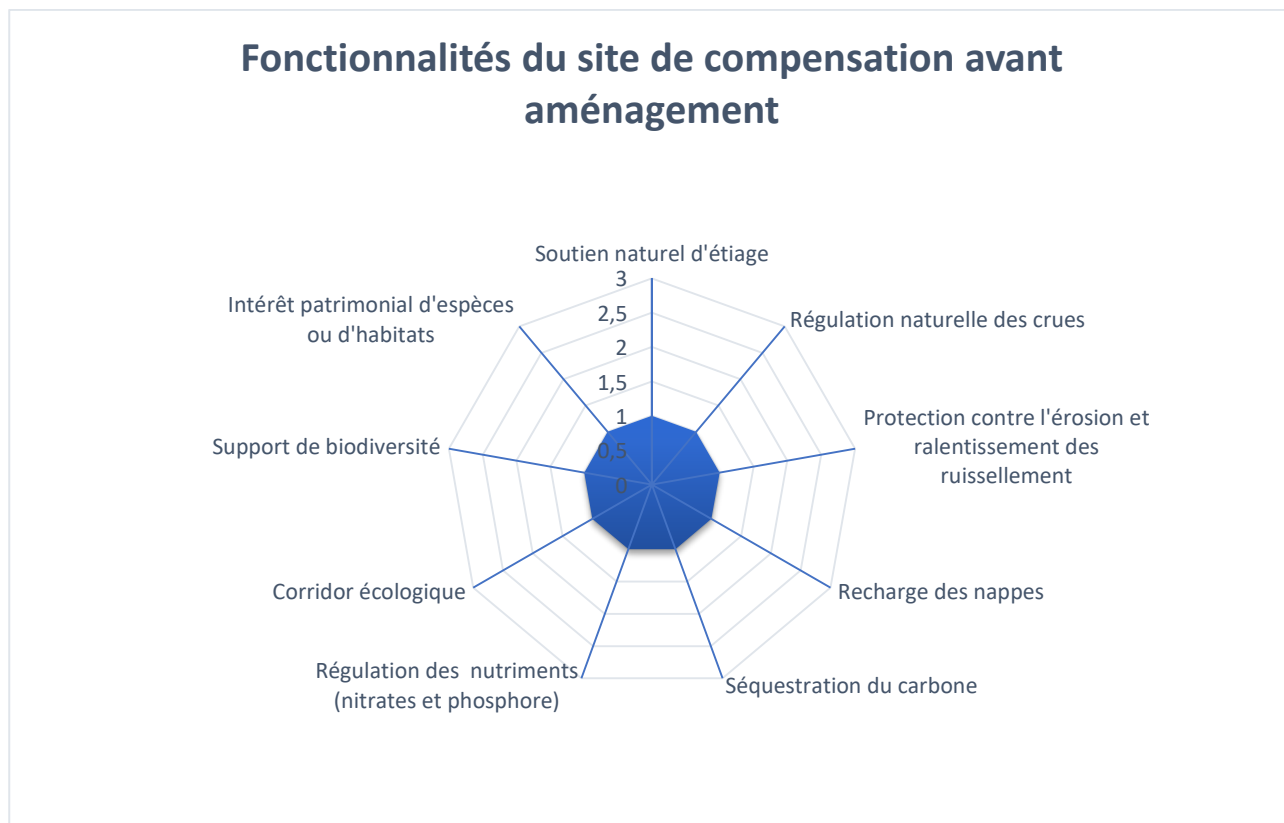 Fonctionnalités du site de compensation avant
aménagement
Soutien naturel d'étiage
3
2,5
2
1,5
1
0,5
0
Régulation naturelle des crues
Protection contre l'érosion et
ralentissement des
ruissellement
Recharge des nappes
Séquestration du carbone
Régulation des  nutriments
(nitrates et phosphore)
Corridor écologique
Support de biodiversité
Intérêt patrimonial d'espèces
ou d'habitats